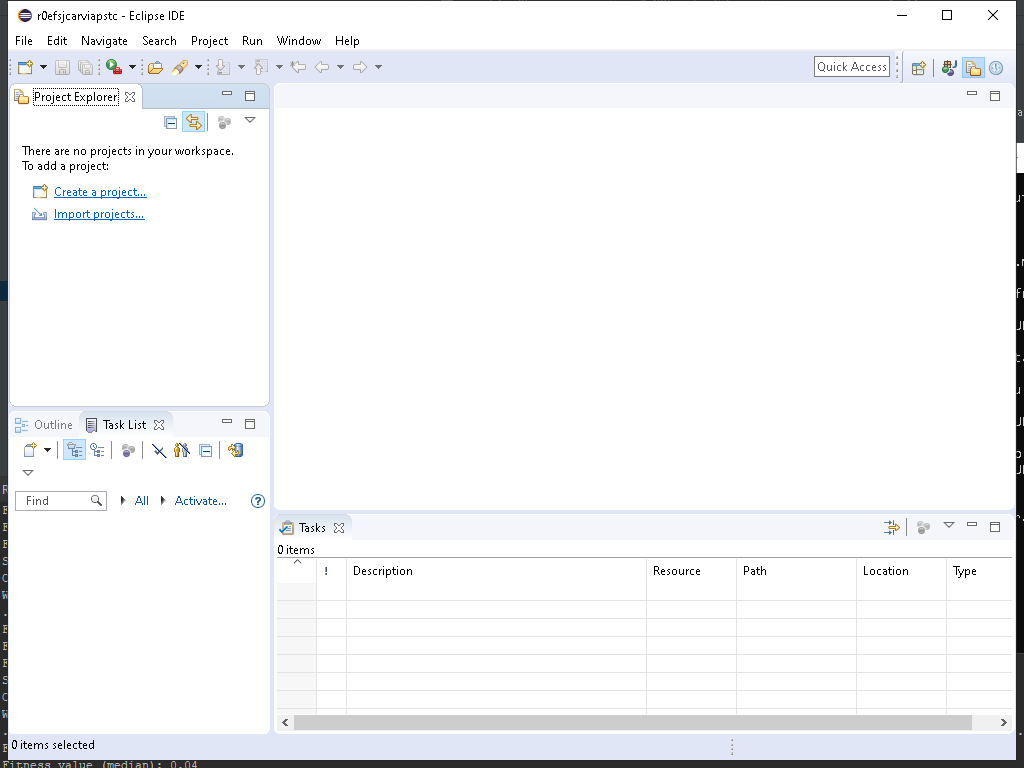 r0efsjcarviapstc - Eclipse IDE
File Edit Navigate Search Project Run Window Help
Quick Access
Project Explorer
There are no projects in your workspace.
To add a project:
Create a project...
Import projects...
Outline Task List
Find All Activate...
Tasks
0 items
! Description Resource Path Location Type
0 items selected
Fitness value (median): 0.04